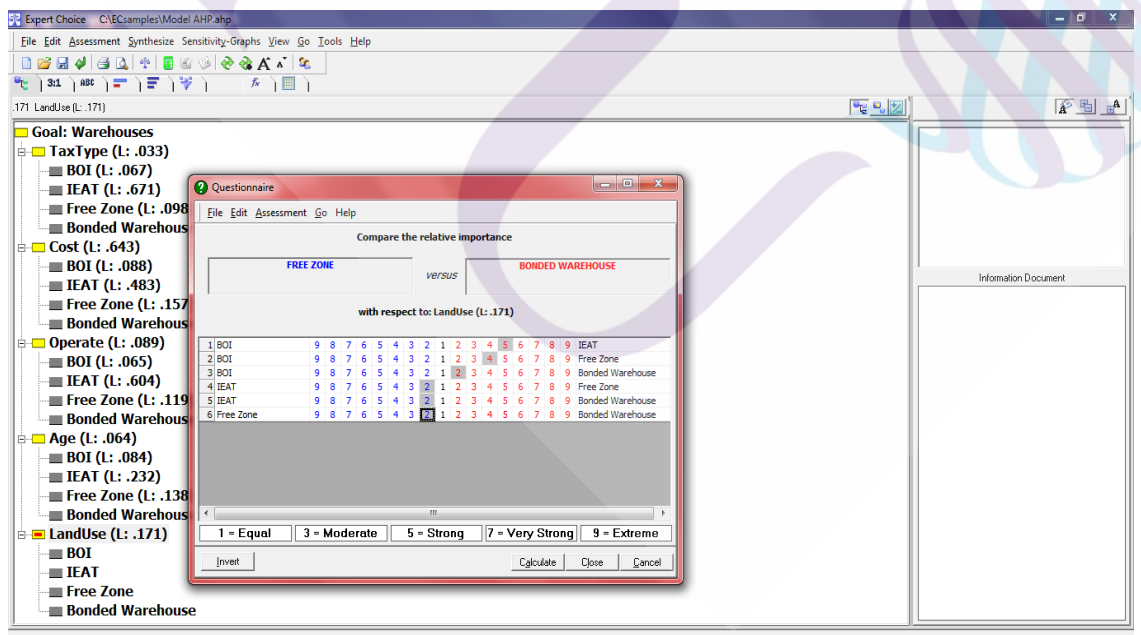 Expert Choice C:\ECsamples\Model AHP.ahp
File Edit Assessment Synthesize Sensitivity-Graphs View Go Tools Help
3:1 ABC fx
.171 LandUse (L: .171)
Goal: Warehouses
TaxType (L: .033)
BOI (L: .067)
IEAT (L: .671)
Free Zone (L: .098
Bonded Warehous
Cost (L: .643)
BOI (L: .088)
IEAT (L: .483)
Free Zone (L: .157
Bonded Warehous
Operate (L: .089)
BOI (L: .065)
IEAT (L: .604)
Free Zone (L: .119
Bonded Warehous
Age (L: .064)
BOI (L: .084)
IEAT (L: .232)
Free Zone (L: .138
Bonded Warehous
LandUse (L: .171)
BOI
IEAT
Free Zone
Bonded Warehouse
Questionnaire
File Edit Assessment Go Help
Compare the relative importance
FREE ZONE versus BONDED WAREHOUSE
with respect to: LandUse (L: .171)
1 BOI 9 8 7 6 5 4 3 2 1 2 3 4 5 6 7 8 9 IEAT
2 BOI 9 8 7 6 5 4 3 2 1 2 3 4 5 6 7 8 9 Free Zone
3 BOI 9 8 7 6 5 4 3 2 1 2 3 4 5 6 7 8 9 Bonded Warehouse
4 IEAT 9 8 7 6 5 4 3 2 1 2 3 4 5 6 7 8 9 Free Zone
5 IEAT 9 8 7 6 5 4 3 2 1 2 3 4 5 6 7 8 9 Bonded Warehouse
6 Free Zone 9 8 7 6 5 4 3 2 1 2 3 4 5 6 7 8 9 Bonded Warehouse
1 = Equal 3 = Moderate 5 = Strong 7 = Very Strong 9 = Extreme
Invert Calculate Close Cancel
Information Document